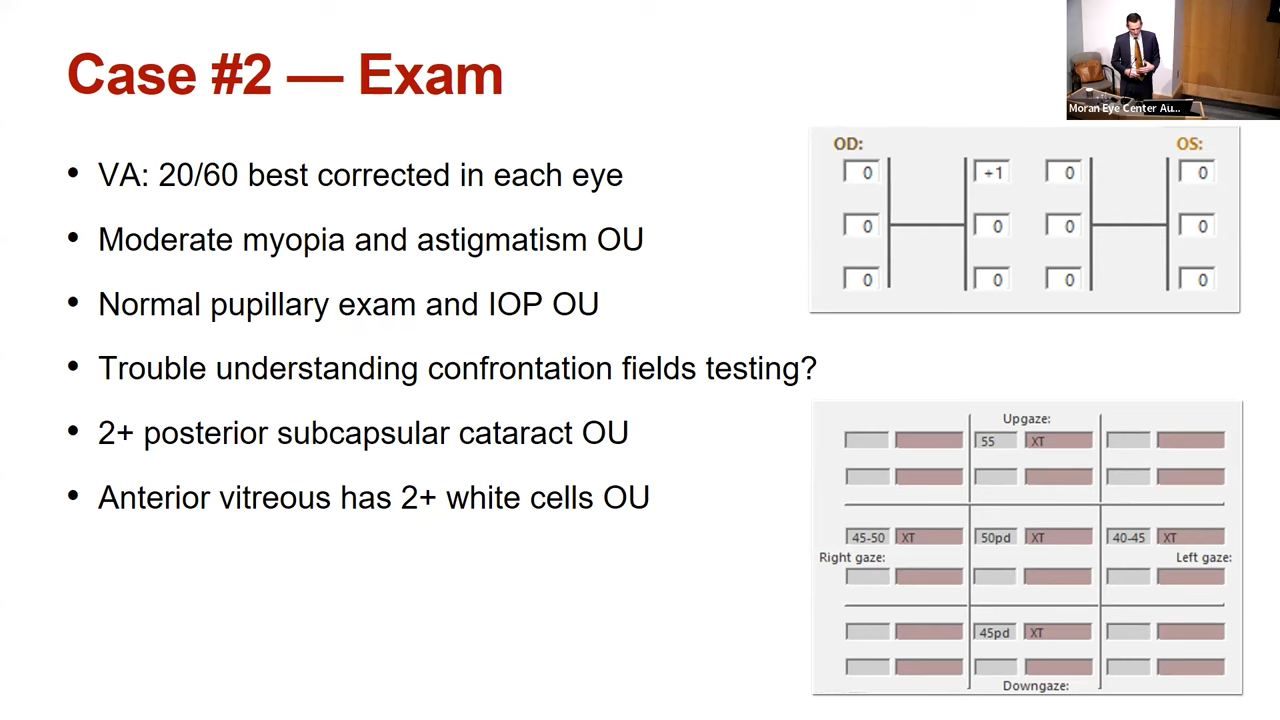 Case #2 — Exam
Moran Eye Center Au...
• VA: 20/60 best corrected in each eye
• Moderate myopia and astigmatism OU
• Normal pupillary exam and IOP OU
• Trouble understanding confrontation fields testing?
• 2+ posterior subcapsular cataract OU
• Anterior vitreous has 2+ white cells OU
OD: OS:
0 +1 0 0
0 0 0 0
0 0 0 0
Upgaze:
55 XT
45-50 XT 50pd XT 40-45 XT
Right gaze: Left gaze:
45pd XT
Downgaze: